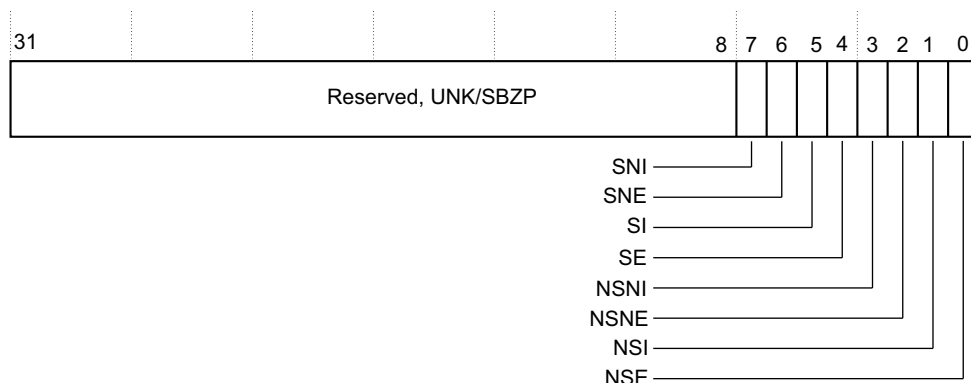 31 8 7 6 5 4 3 2 1 0
Reserved, UNK/SBZP
SNI
SNE
SI
SE
NSNI
NSNE
NSI
NSE